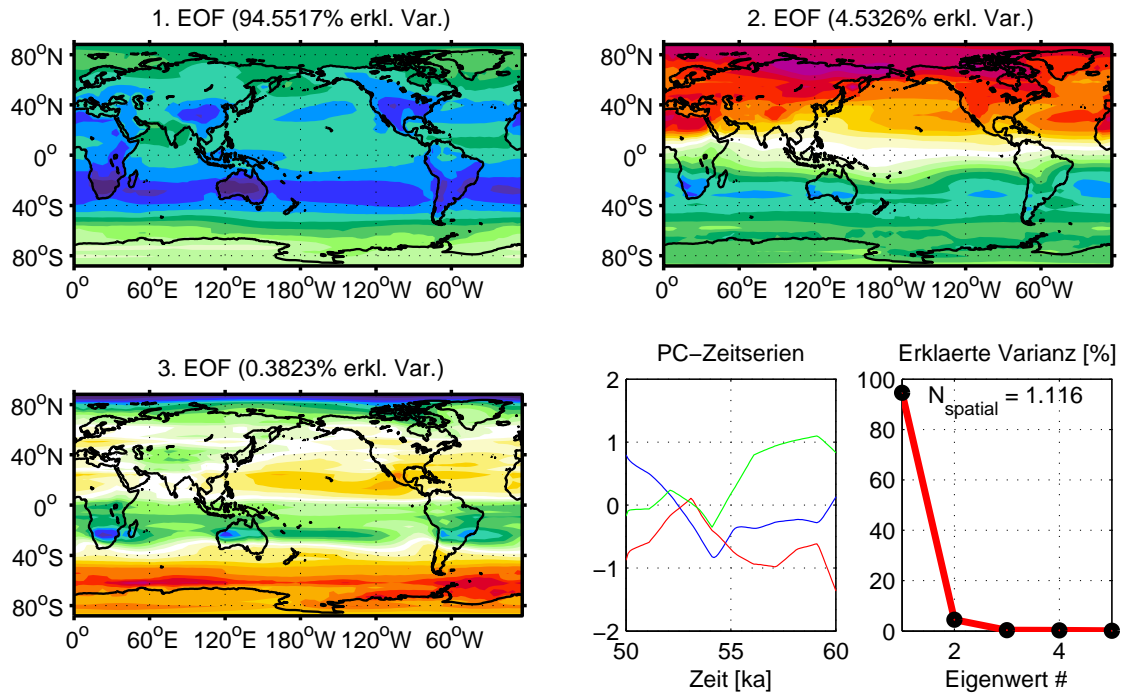 1. EOF (94.5517% erkl. Var.)
80°N
40°N
0°
40°S
80°S
0° 60°E 120°E 180°W 120°W 60°W
2. EOF (4.5326% erkl. Var.)
80°N
40°N
0°
40°S
80°S
0° 60°E 120°E 180°W 120°W 60°W
3. EOF (0.3823% erkl. Var.)
80°N
40°N
0°
40°S
80°S
0° 60°E 120°E 180°W 120°W 60°W
PC−Zeitserien
2
1
0
−1
−2
50 55 60
Zeit [ka]
Erklaerte Varianz [%]
N_spatial = 1.116
100
80
60
40
20
0
2 4
Eigenwert #